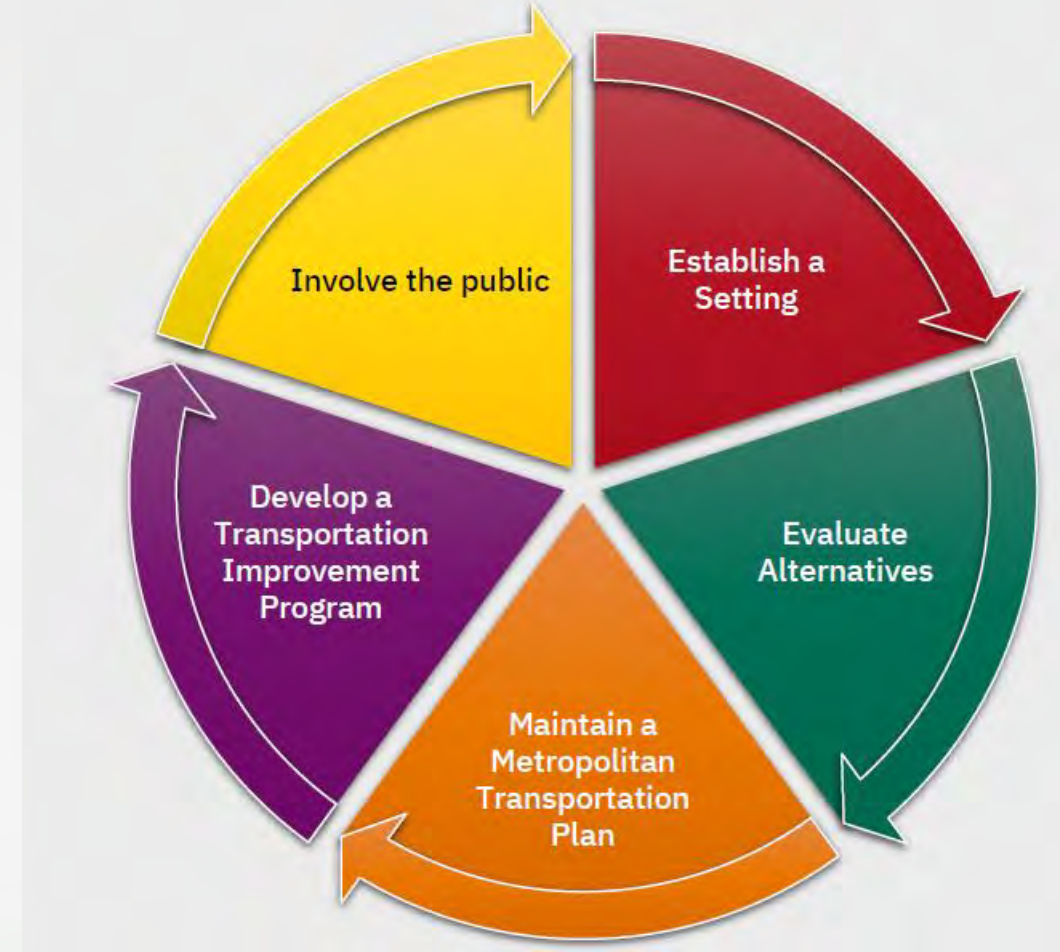 Involve the public
Establish a
Setting
Evaluate
Alternatives
Maintain a
Metropolitan
Transportation
Plan
Develop a
Transportation
Improvement
Program